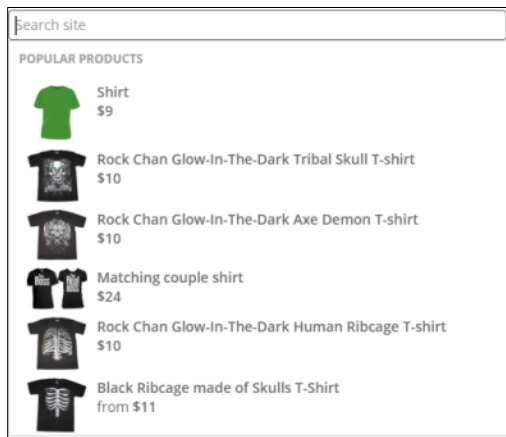 Search site
POPULAR PRODUCTS
Shirt
$9
Rock Chan Glow-In-The-Dark Tribal Skull T-shirt
$10
Rock Chan Glow-In-The-Dark Axe Demon T-shirt
$10
Matching couple shirt
$24
Rock Chan Glow-In-The-Dark Human Ribcage T-shirt
$10
Black Ribcage made of Skulls T-Shirt
from $11